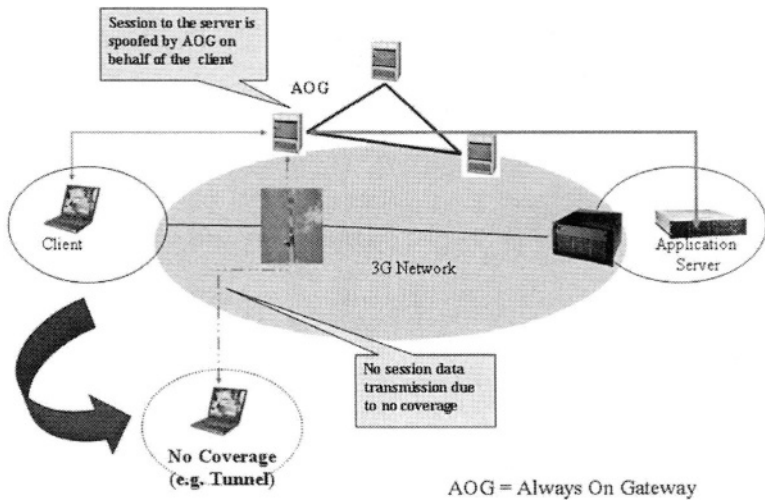 Session to the server is
spoofed by AOG on
behalf of the client
AOG
Client
3G Network
Application
Server
No session data
transmission due
to no coverage
No Coverage
(e.g. Tunnel)
AOG = Always On Gateway